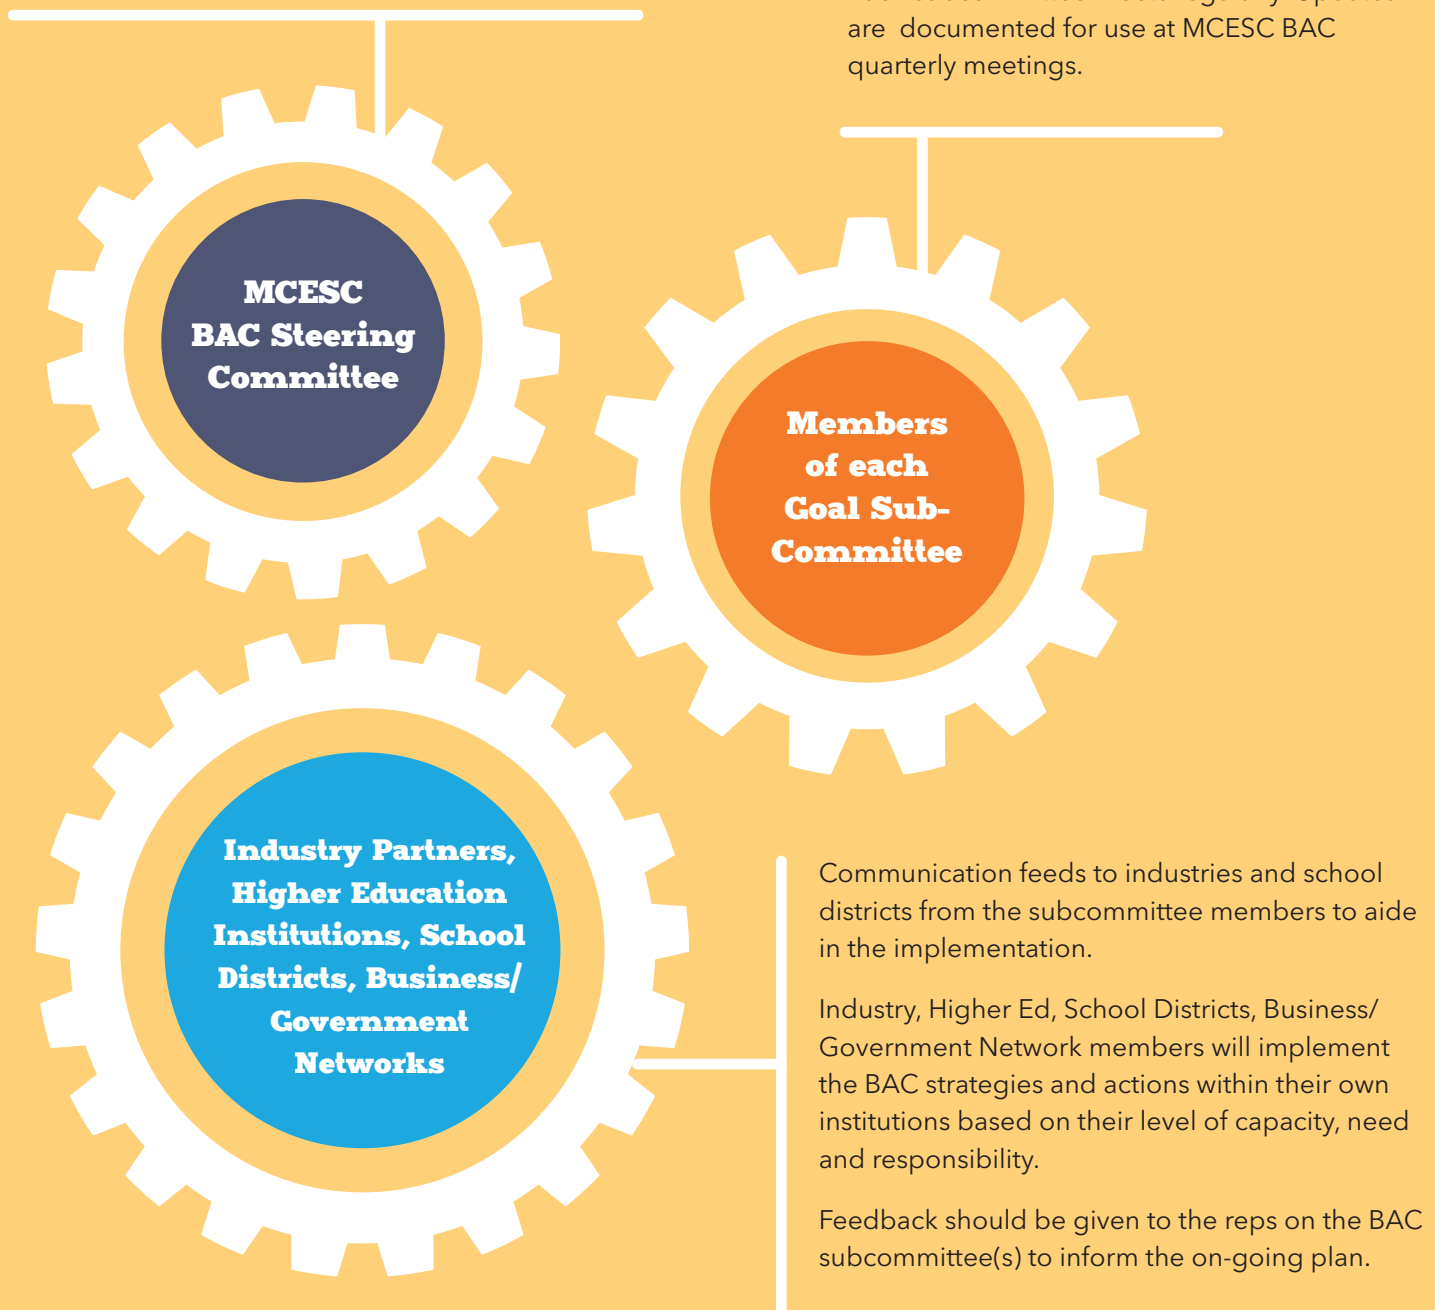 are documented for use at MCESC BAC
quarterly meetings.
MCESC
BAC Steering
Committee
Members
of each
Goal Sub-
Committee
Industry Partners,
Higher Education
Institutions, School
Districts, Business/
Government
Networks
Communication feeds to industries and school
districts from the subcommittee members to aide
in the implementation.
Industry, Higher Ed, School Districts, Business/
Government Network members will implement
the BAC strategies and actions within their own
institutions based on their level of capacity, need
and responsibility.
Feedback should be given to the reps on the BAC
subcommittee(s) to inform the on-going plan.